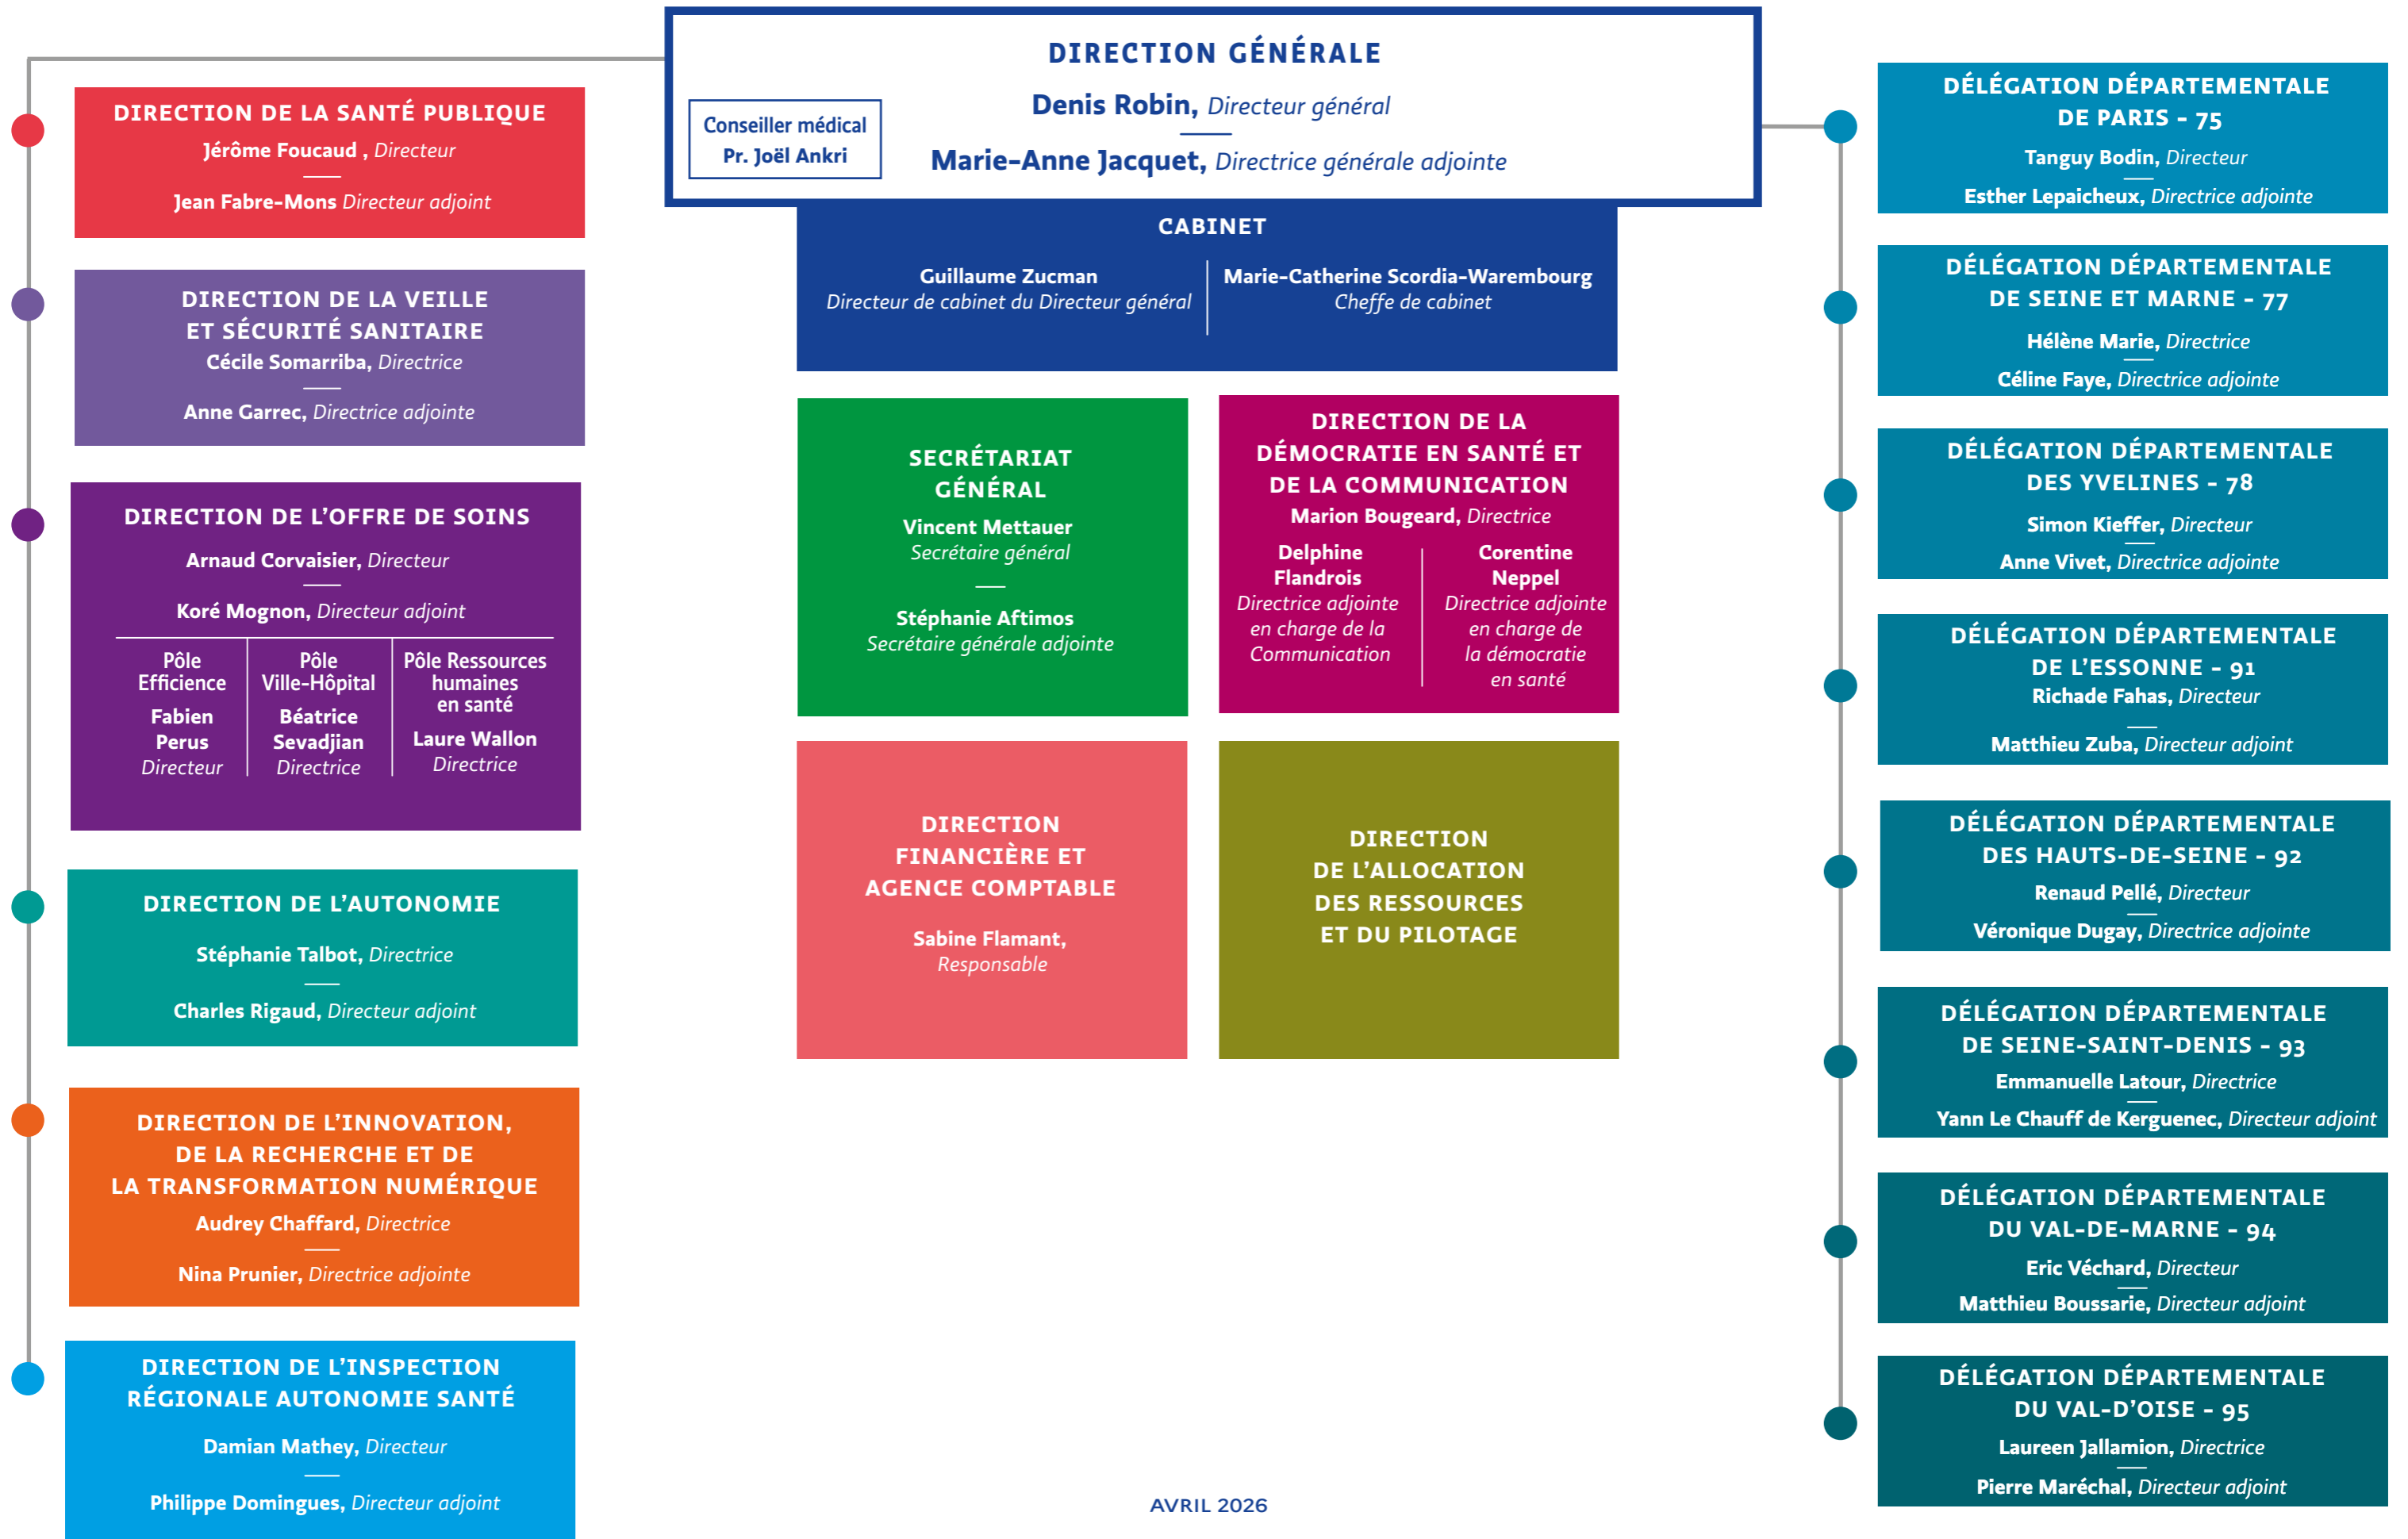 DIRECTION GÉNÉRALE
Conseiller médical
Pr. Joël Ankri
Denis Robin, Directeur général
Marie-Anne Jacquet, Directrice générale adjointe
CABINET
Guillaume Zucman
Directeur de cabinet du Directeur général
Marie-Catherine Scordia-Warembourg
Cheffe de cabinet
DIRECTION DE LA SANTÉ PUBLIQUE
Jérôme Foucaud , Directeur
Jean Fabre-Mons Directeur adjoint
DIRECTION DE LA VEILLE
ET SÉCURITÉ SANITAIRE
Cécile Somarriba, Directrice
Anne Garrec, Directrice adjointe
DIRECTION DE L’OFFRE DE SOINS
Arnaud Corvaisier, Directeur
Koré Mognon, Directeur adjoint
Pôle
Efficience
Fabien
Perus
Directeur
Pôle
Ville-Hôpital
Béatrice
Sevadjian
Directrice
Pôle Ressources
humaines
en santé
Laure Wallon
Directrice
DIRECTION DE L’AUTONOMIE
Stéphanie Talbot, Directrice
Charles Rigaud, Directeur adjoint
DIRECTION DE L’INNOVATION,
DE LA RECHERCHE ET DE
LA TRANSFORMATION NUMÉRIQUE
Audrey Chaffard, Directrice
Nina Prunier, Directrice adjointe
DIRECTION DE L’INSPECTION
RÉGIONALE AUTONOMIE SANTÉ
Damian Mathey, Directeur
Philippe Domingues, Directeur adjoint
SECRÉTARIAT
GÉNÉRAL
Vincent Mettauer
Secrétaire général
Stéphanie Aftimos
Secrétaire générale adjointe
DIRECTION DE LA
DÉMOCRATIE EN SANTÉ ET
DE LA COMMUNICATION
Marion Bougeard, Directrice
Delphine
Flandrois
Directrice adjointe
en charge de la
Communication
Corentine
Neppel
Directrice adjointe
en charge de
la démocratie
en santé
DIRECTION
FINANCIÈRE ET
AGENCE COMPTABLE
Sabine Flamant,
Responsable
DIRECTION
DE L’ALLOCATION
DES RESSOURCES
ET DU PILOTAGE
DÉLÉGATION DÉPARTEMENTALE
DE PARIS - 75
Tanguy Bodin, Directeur
Esther Lepaicheux, Directrice adjointe
DÉLÉGATION DÉPARTEMENTALE
DE SEINE ET MARNE - 77
Hélène Marie, Directrice
Céline Faye, Directrice adjointe
DÉLÉGATION DÉPARTEMENTALE
DES YVELINES - 78
Simon Kieffer, Directeur
Anne Vivet, Directrice adjointe
DÉLÉGATION DÉPARTEMENTALE
DE L’ESSONNE - 91
Richade Fahas, Directeur
Matthieu Zuba, Directeur adjoint
DÉLÉGATION DÉPARTEMENTALE
DES HAUTS-DE-SEINE - 92
Renaud Pellé, Directeur
Véronique Dugay, Directrice adjointe
DÉLÉGATION DÉPARTEMENTALE
DE SEINE-SAINT-DENIS - 93
Emmanuelle Latour, Directrice
Yann Le Chauff de Kerguenec, Directeur adjoint
DÉLÉGATION DÉPARTEMENTALE
DU VAL-DE-MARNE - 94
Eric Véchard, Directeur
Matthieu Boussarie, Directeur adjoint
DÉLÉGATION DÉPARTEMENTALE
DU VAL-D’OISE - 95
Laureen Jallamion, Directrice
Pierre Maréchal, Directeur adjoint
AVRIL 2026